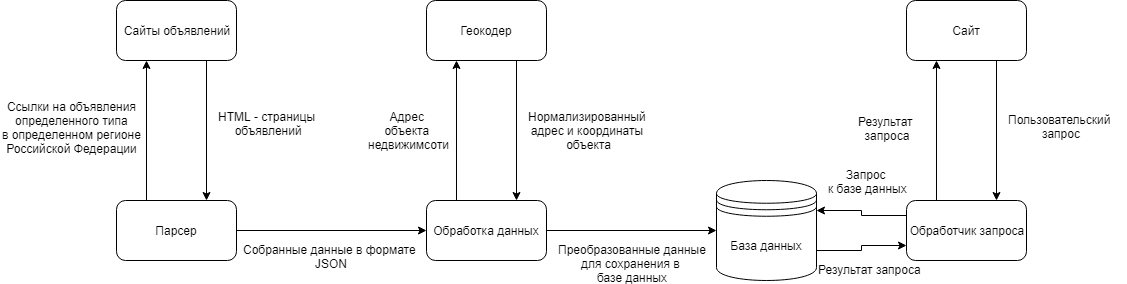 Сайты объявлений
Геокодер
Сайт
Ссылки на объявления
определенного типа
в определенном регионе
Российской Федерации
HTML - страницы
объявлений
Адрес
объекта
недвижимсоти
Нормализированный
адрес и координаты
объекта
Результат
запроса
Пользовательский
запрос
Запрос
к базе данных
Парсер
Обработка данных
База данных
Обработчик запроса
Собранные данные в формате
JSON
Преобразованные данные
для сохранения в
базе данных
Результат запроса